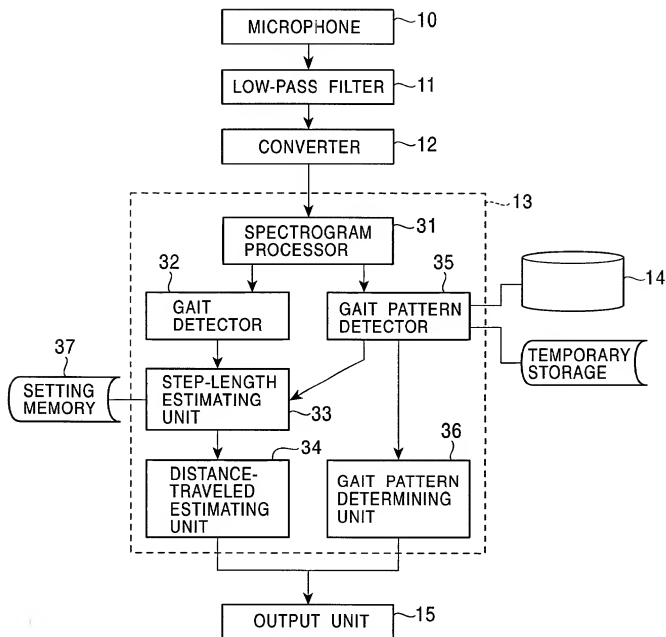 MICROPHONE
10
LOW-PASS FILTER
11
CONVERTER
12
13
SPECTROGRAM
PROCESSOR
31
32
35
GAIT
DETECTOR
GAIT PATTERN
DETECTOR
14
37
SETTING
MEMORY
STEP-LENGTH
ESTIMATING
UNIT
33
TEMPORARY
STORAGE
34
36
DISTANCE-
TRAVELED
ESTIMATING
UNIT
GAIT PATTERN
DETERMINING
UNIT
OUTPUT UNIT
15